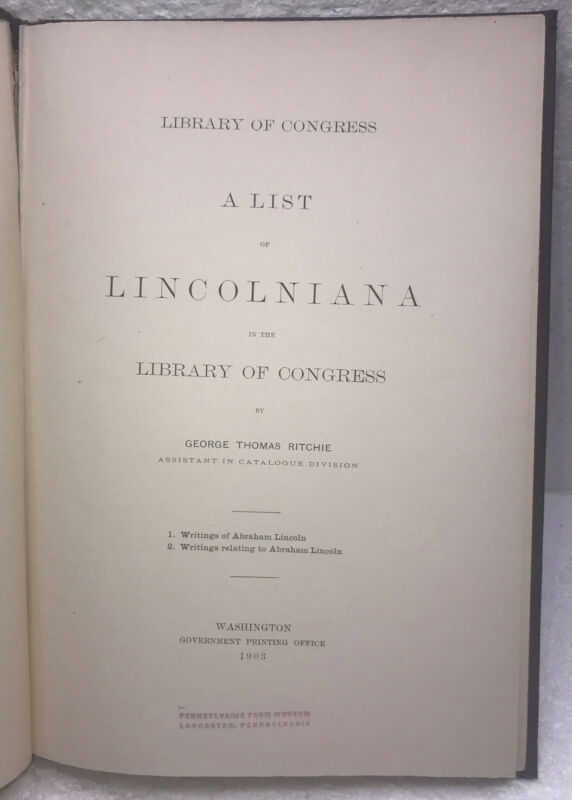 LIBRARY OF CONGRESS
A LIST
OF
LINCOLNIANA
IN THE
LIBRARY OF CONGRESS
BY
GEORGE THOMAS RITCHIE
ASSISTANT IN CATALOGUE DIVISION
1. Writings of Abraham Lincoln
2. Writings relating to Abraham Lincoln
WASHINGTON
GOVERNMENT PRINTING OFFICE
1903
PENNSYLVANIA FARM MUSEUM
LANCASTER, PENNSYLVANIA